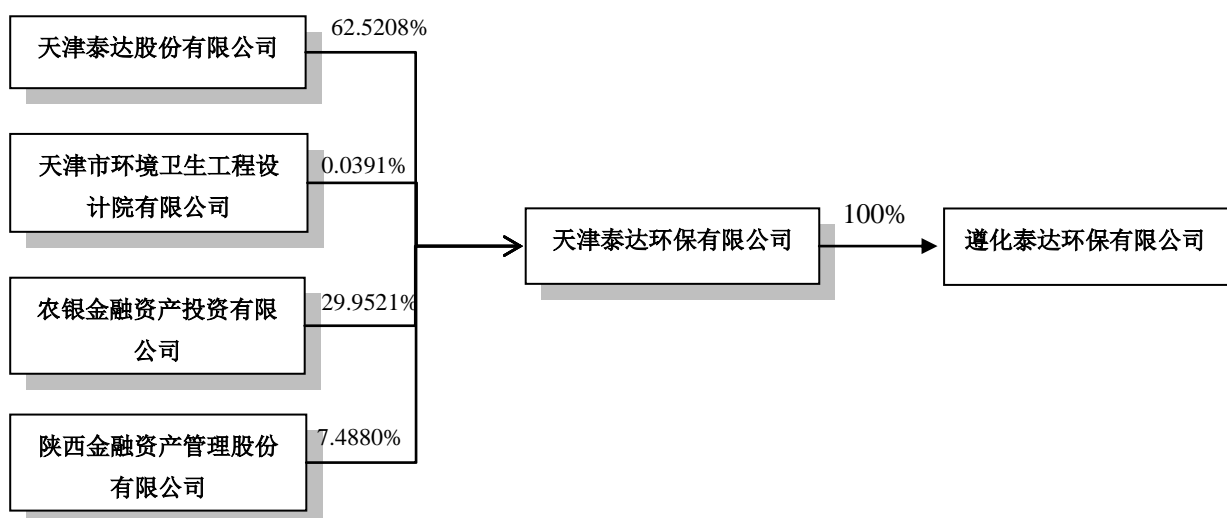 天津泰达股份有限公司
62.5208%
天津市环境卫生工程设
计院有限公司
0.0391%
农银金融资产投资有限
公司
29.9521%
陕西金融资产管理股份
有限公司
7.4880%
天津泰达环保有限公司
100%
遵化泰达环保有限公司